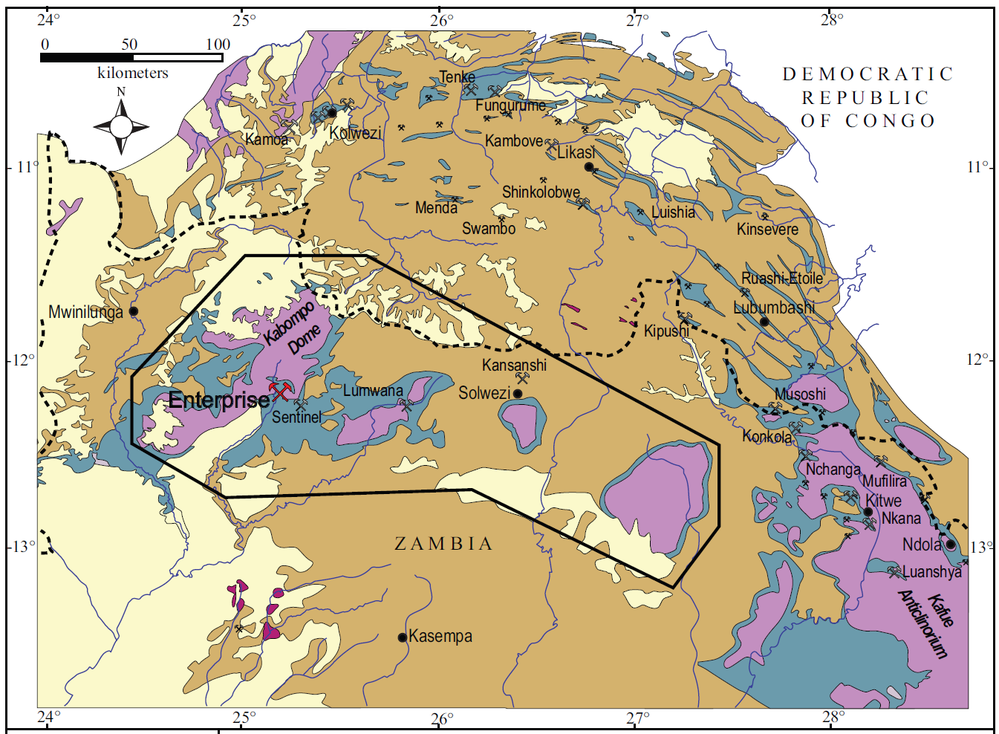 24°
25°
26°
27°
28°
0 50 100
kilometers
N
DEMOCRATIC
REPUBLIC
OF CONGO
Tenke
Fungurume
Kolwezi
Kamoa
Kambove
Likasi
11°
11°
Shinkolobwe
Menda
Swambo
Luishia
Kinsevere
Ruashi-Etoile
Lubumbashi
Mwinilunga
Kabompo
Dome
Kipushi
12°
12°
Kansanshi
Solwezi
Lumwana
Enterprise
Sentinel
Musoshi
Konkola
Nchanga
Mufilira
Kitwe
Nkana
ZAMBIA
13°
13°
Ndola
Luanshya
Kafue
Anticlinorium
Kasempa
24°
25°
26°
27°
28°